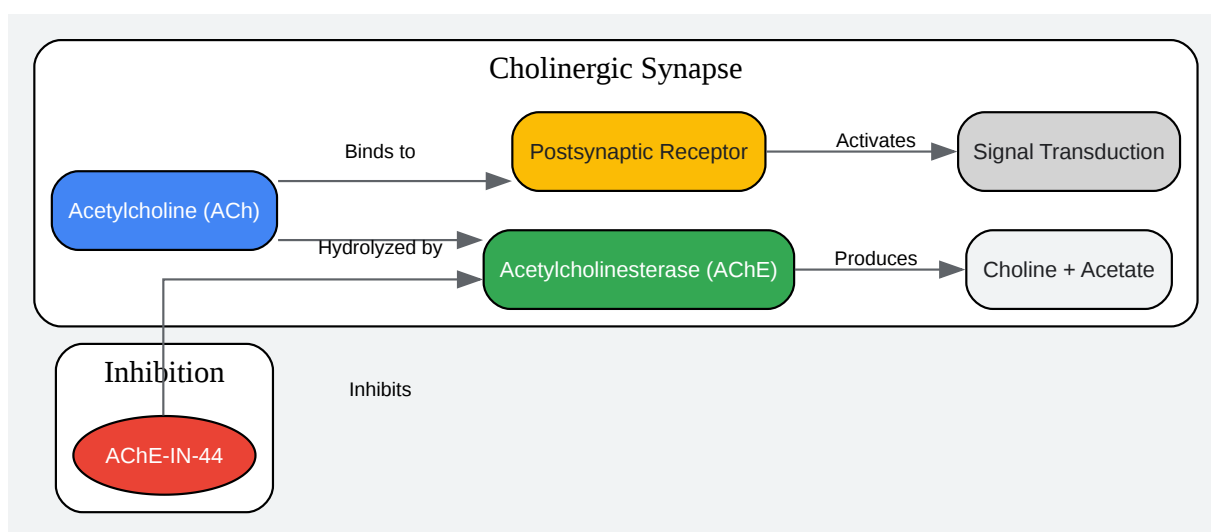 Cholinergic Synapse
Binds to
Postsynaptic Receptor
Activates
Signal Transduction
Acetylcholine (ACh)
Hydrolyzed by
Acetylcholinesterase (AChE)
Produces
Choline + Acetate
Inhibition
Inhibits
AChE-IN-44